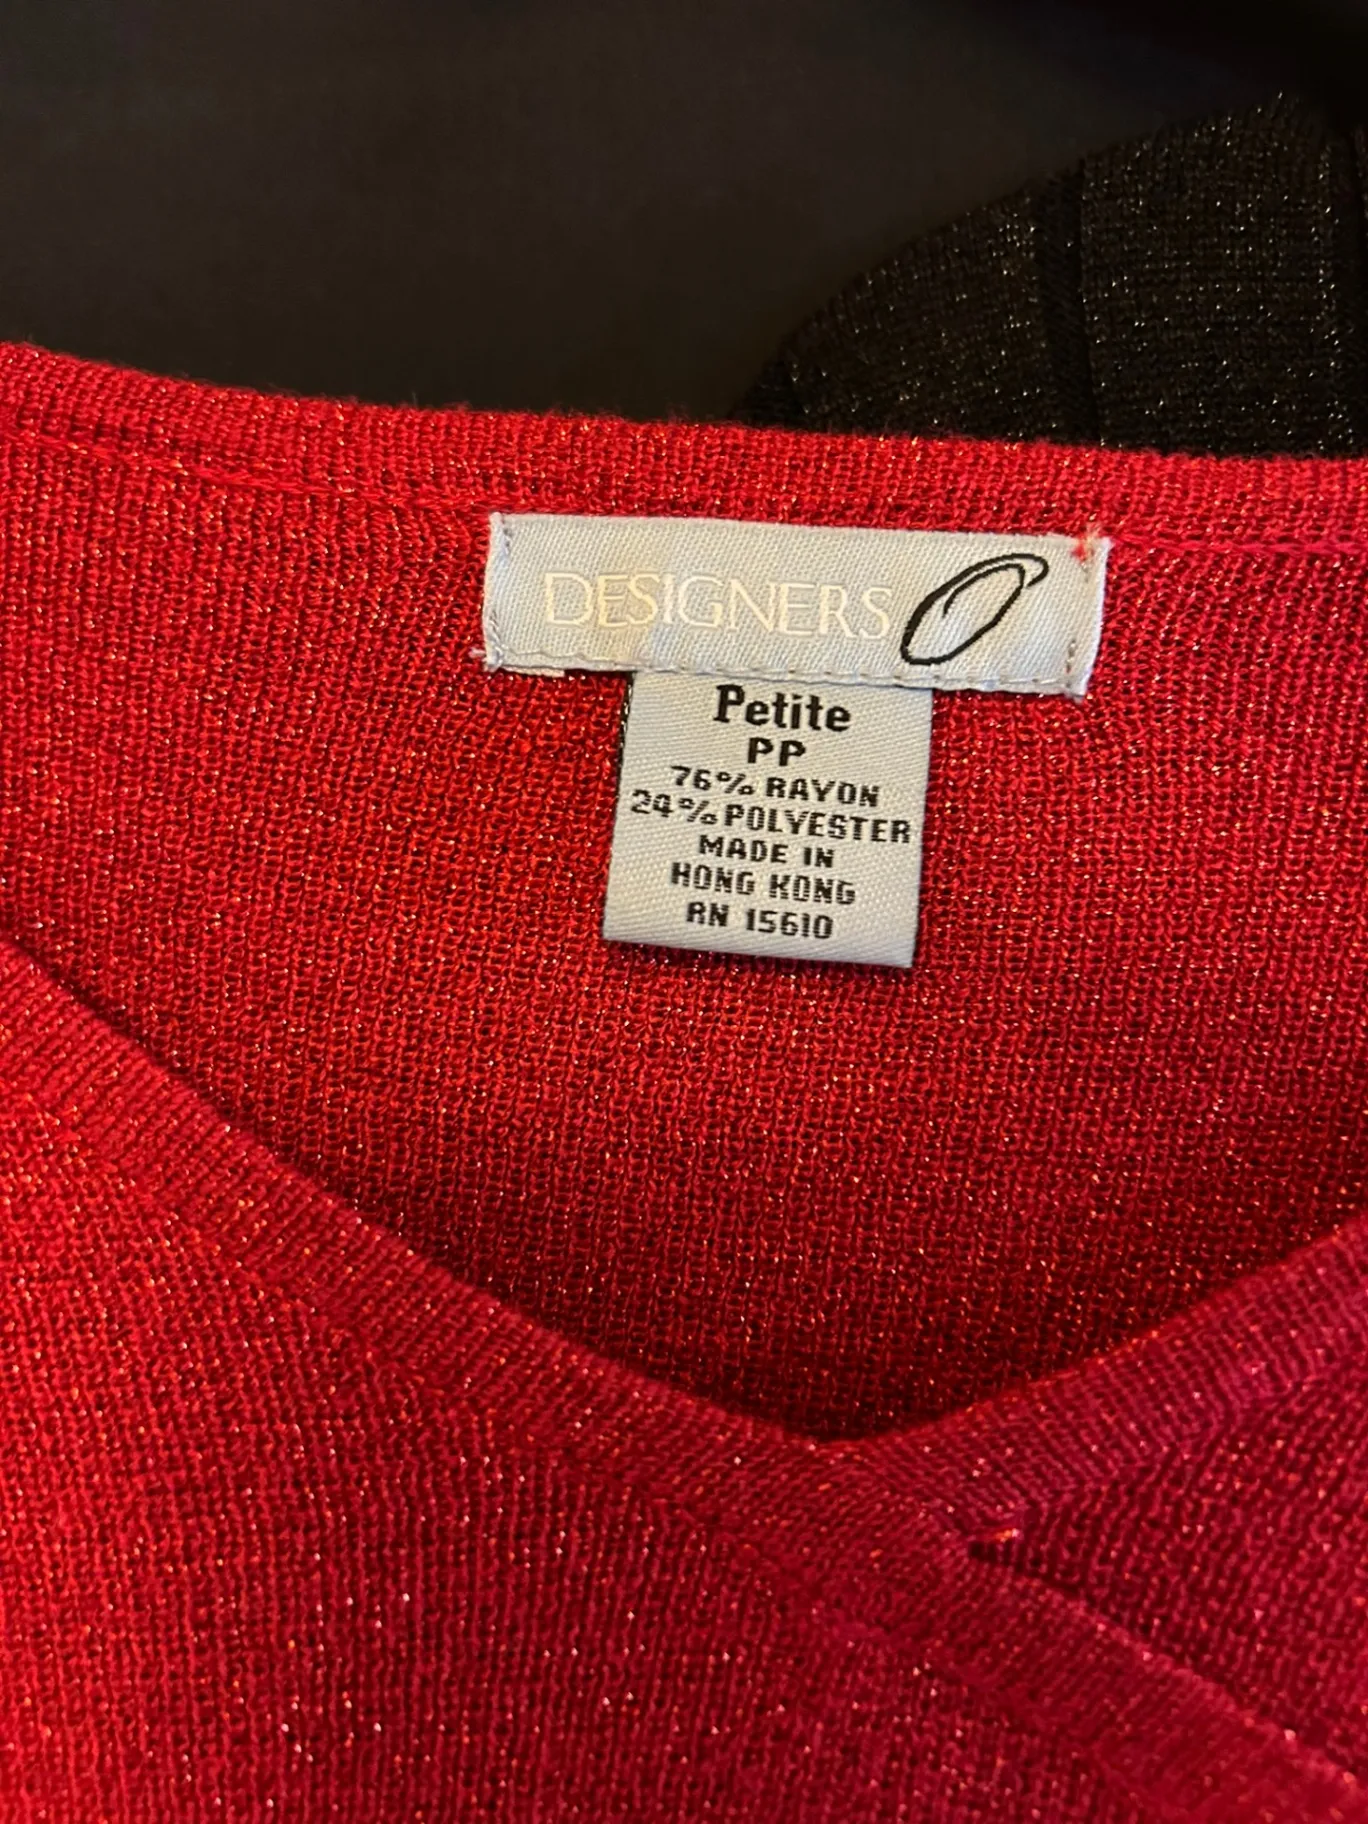 DESIGNERS O
Petite
PP
76% RAYON
24% POLYESTER
MADE IN
HONG KONG
RN 15610